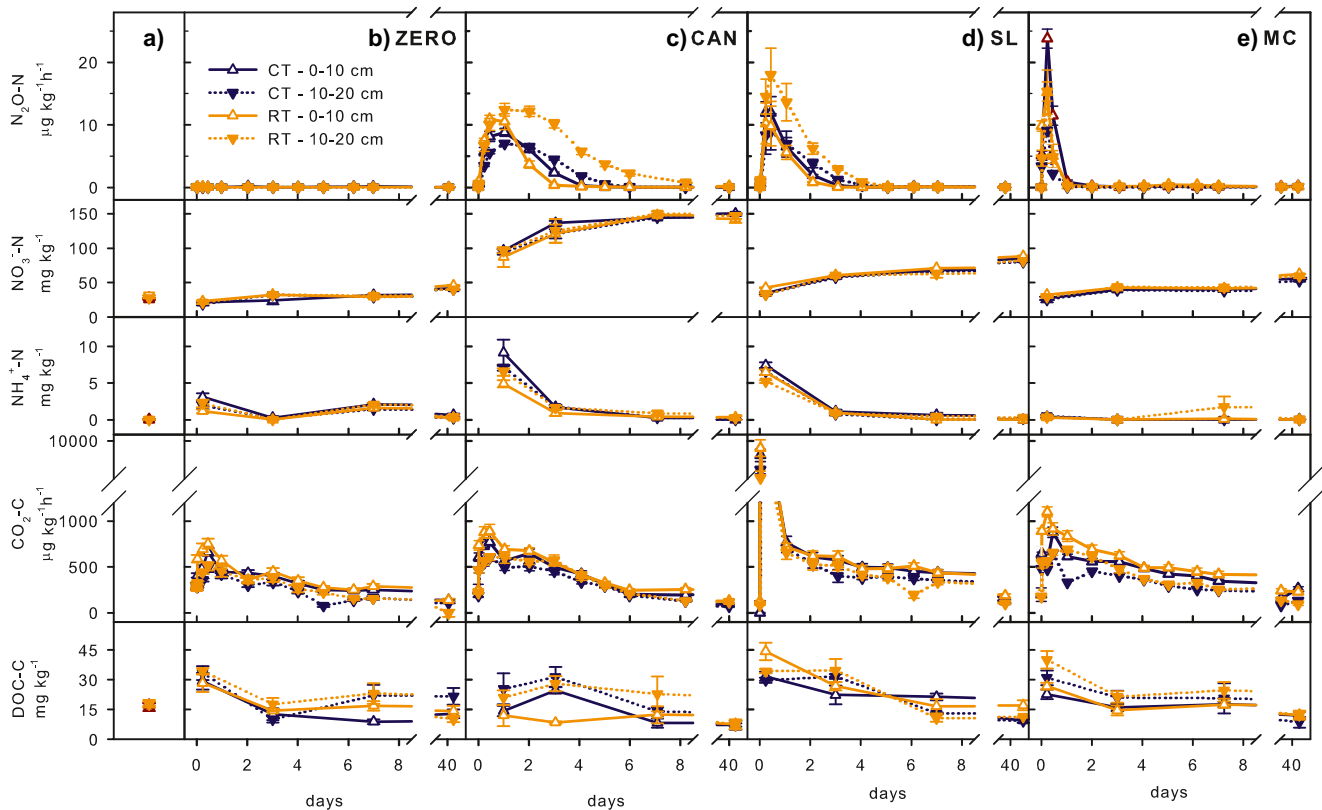 a)
b) ZERO
c) CAN
d) SL
e) MC
CT - 0-10 cm
CT - 10-20 cm
RT - 0-10 cm
RT - 10-20 cm
N₂O-N
µg kg⁻¹h⁻¹
20
10
0
NO₃⁻-N
mg kg⁻¹
150
100
50
0
NH₄⁺-N
mg kg⁻¹
10
5
0
CO₂-C
µg kg⁻¹h⁻¹
10000
1000
500
0
DOC-C
mg kg⁻¹
45
30
15
0
0 2 4 6 8 40 0 2 4 6 8 40 0 2 4 6 8 40 0 2 4 6 8 40
days days days days